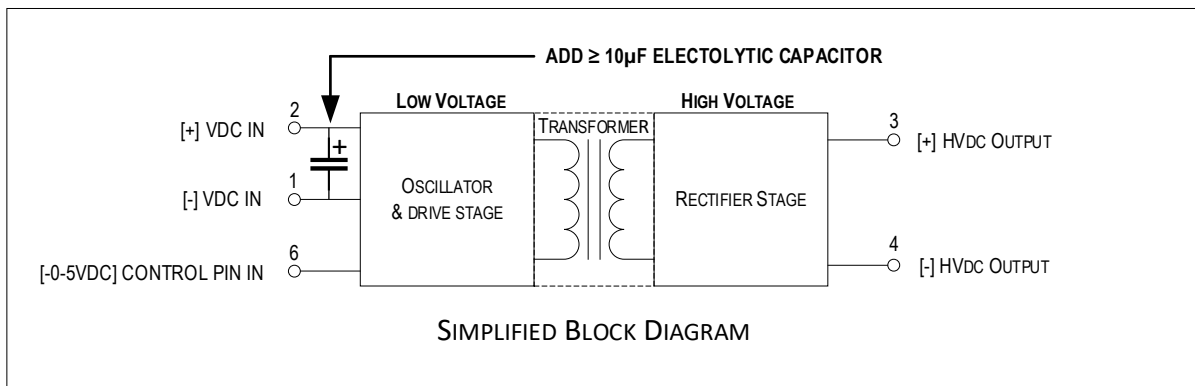 ADD ≥ 10µF ELECTOLYTIC CAPACITOR
LOW VOLTAGE
HIGH VOLTAGE
2
[+] VDC IN
+
1
[-] VDC IN
6
[-0-5VDC] CONTROL PIN IN
OSCILLATOR
& DRIVE STAGE
TRANSFORMER
RECTIFIER STAGE
3
[+] HVDC OUTPUT
4
[-] HVDC OUTPUT
SIMPLIFIED BLOCK DIAGRAM